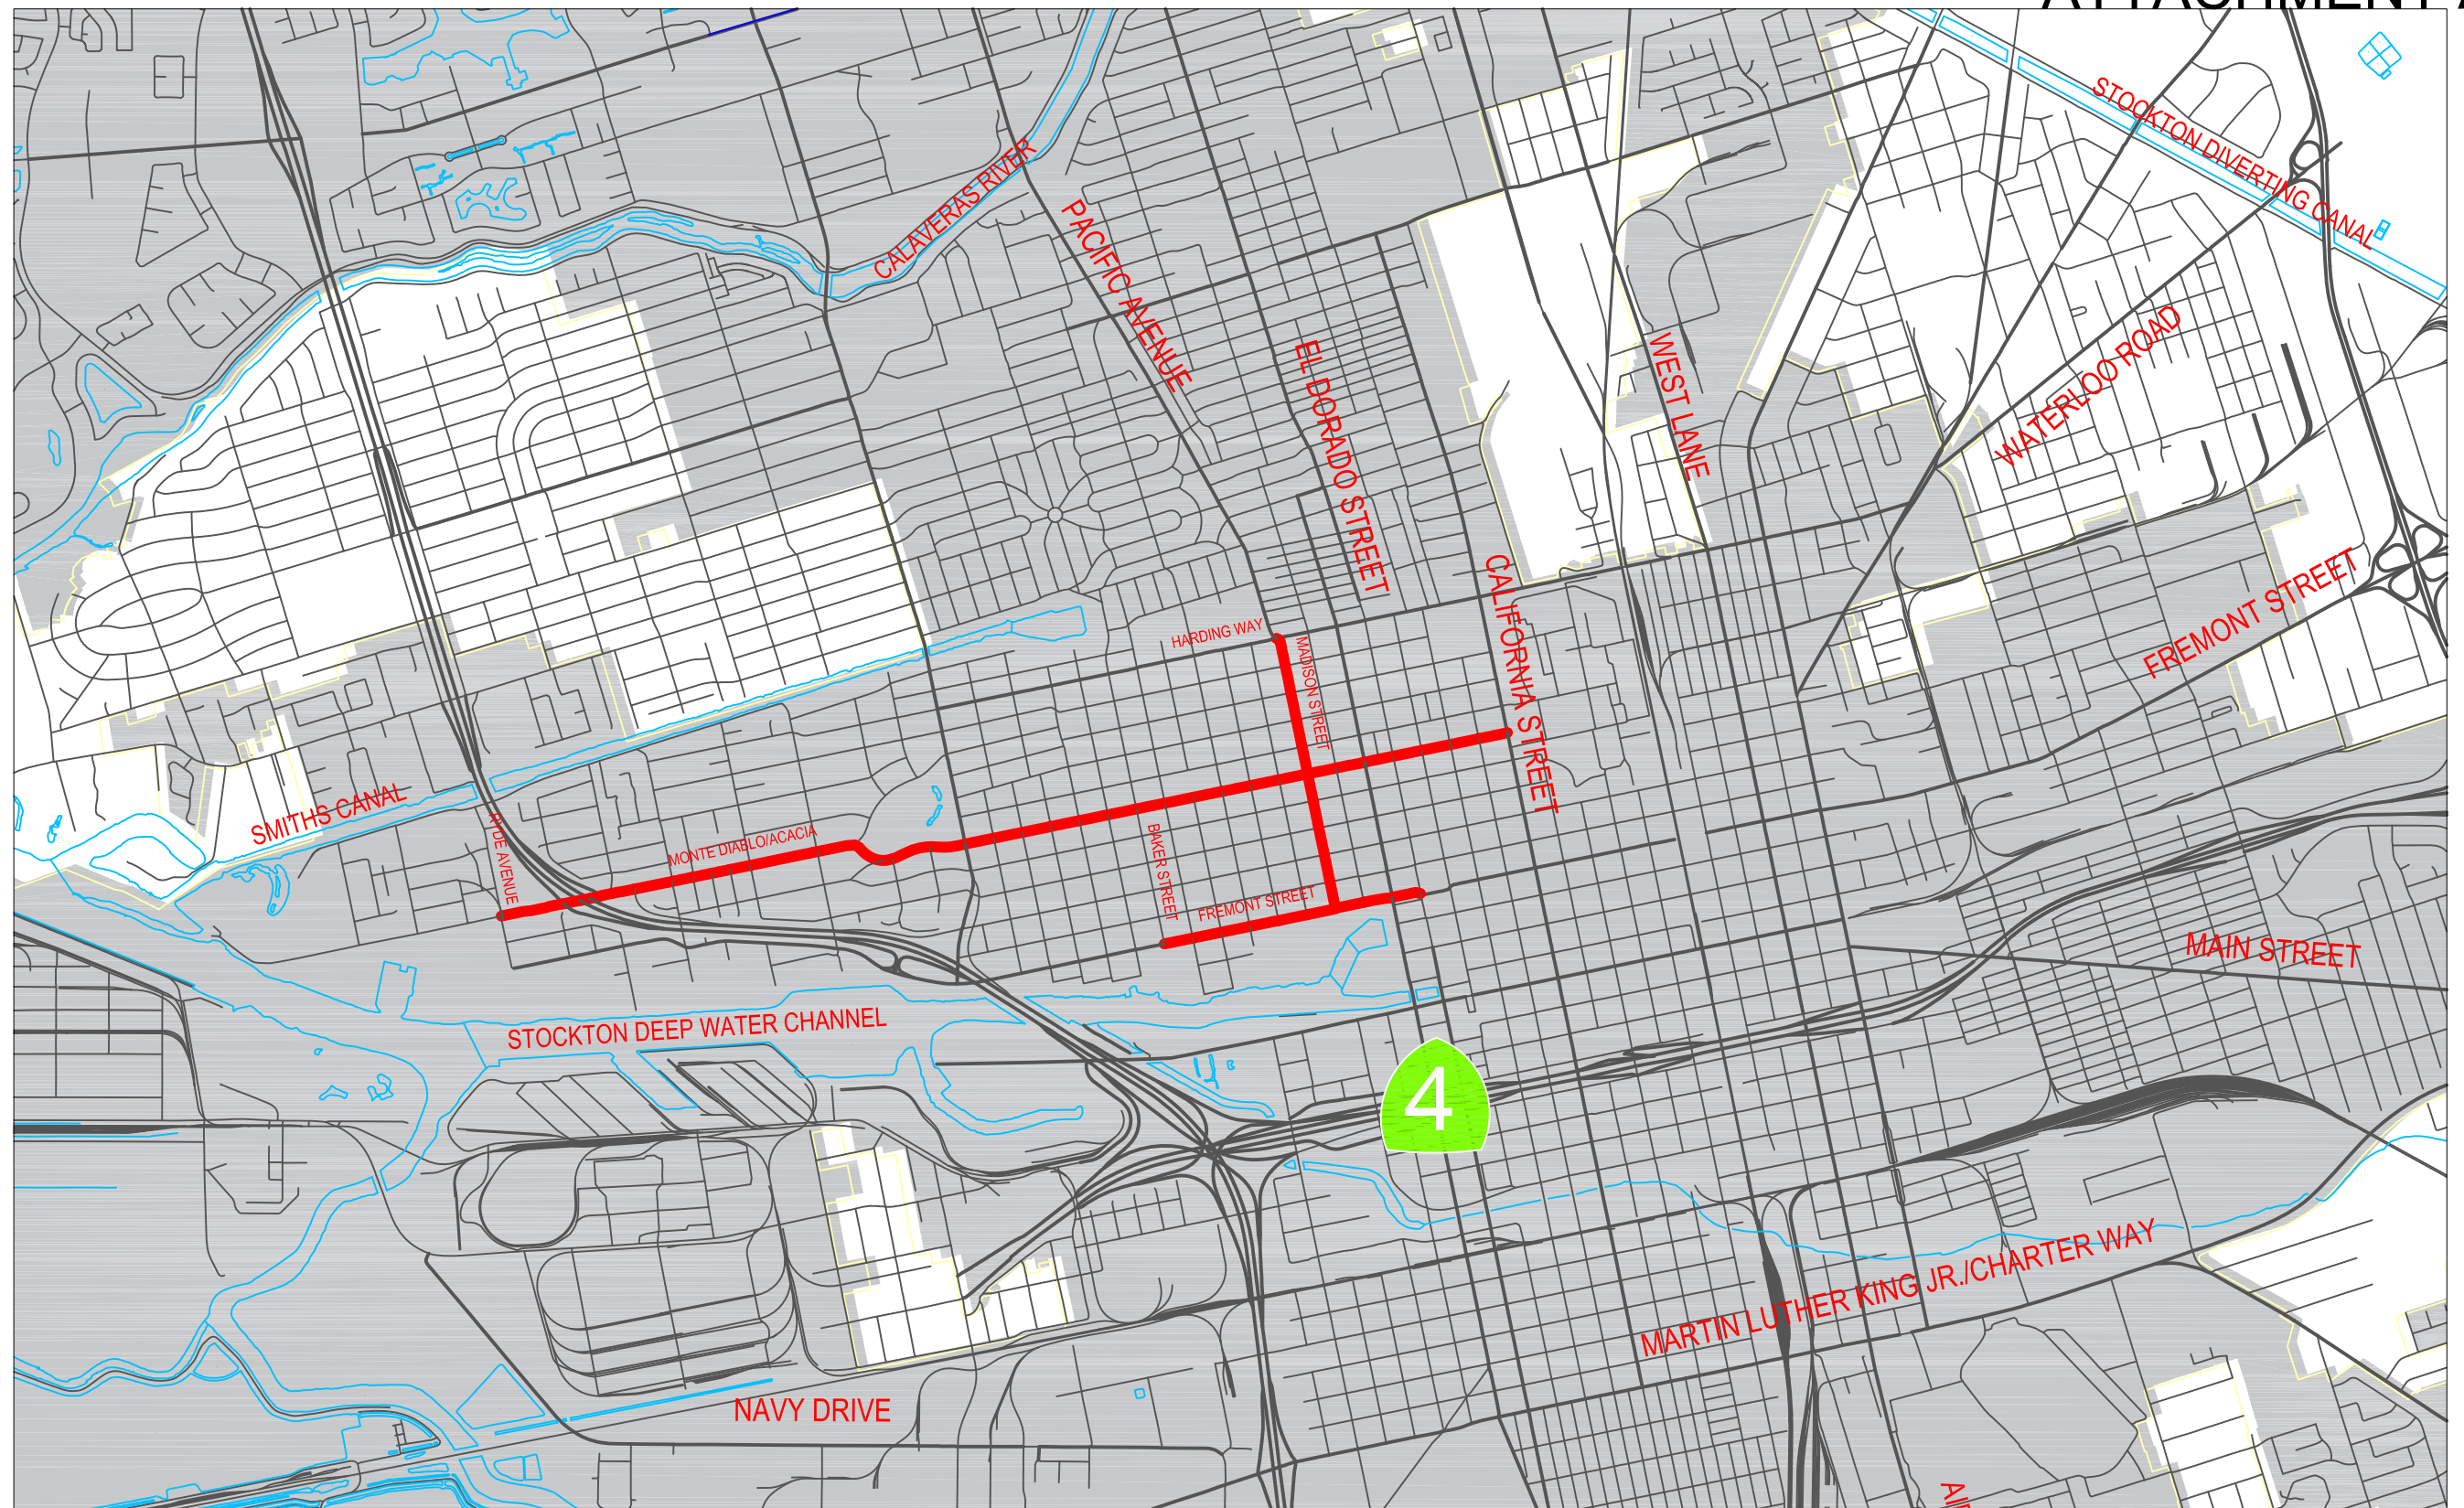 ATTACHMENT A
STOCKTON DIVERTING CANAL
CALAVERAS RIVER
PACIFIC AVENUE
EL DORADO STREET
WEST LANE
WATERLOO ROAD
CALIFORNIA STREET
FREMONT STREET
HARDING WAY
MADISON STREET
SMITHS CANAL
RYDE AVENUE
MONTE DIABLO/ACACIA
BAKER STREET
FREMONT STREET
MAIN STREET
STOCKTON DEEP WATER CHANNEL
4
MARTIN LUTHER KING JR./CHARTER WAY
NAVY DRIVE